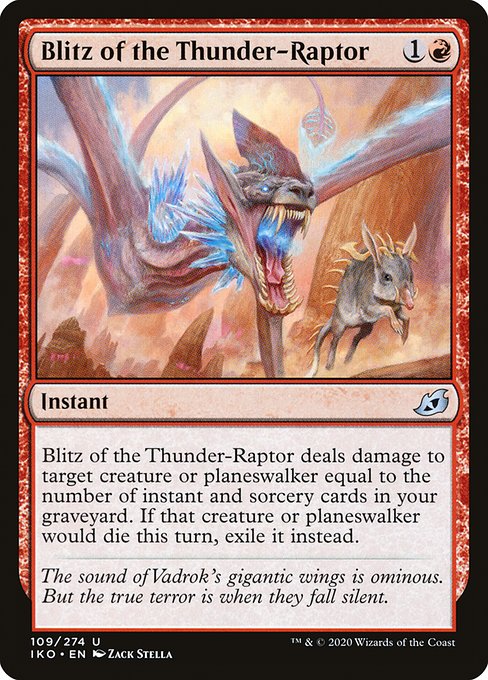 Blitz of the Thunder-Raptor 1
Instant
Blitz of the Thunder-Raptor deals damage to
target creature or planeswalker equal to the
number of instant and sorcery cards in your
graveyard. If that creature or planeswalker
would die this turn, exile it instead.
The sound of Vadrok's gigantic wings is ominous.
But the true terror is when they fall silent.
109/274 U
IKO • EN Zack Stella
™ & © 2020 Wizards of the Coast